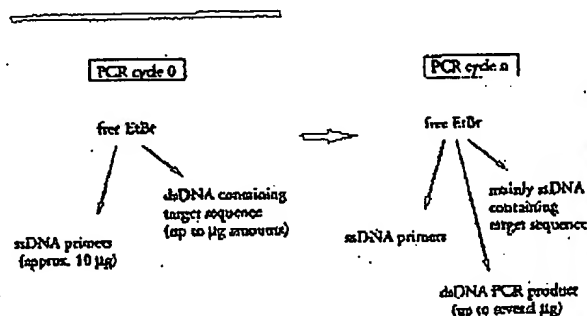 PCR cycle 0
free EtBr
dsDNA containing
target sequence
(up to µg amounts)
ssDNA primers
(approx. 10 µg)
PCR cycle n
free EtBr
mainly ssDNA
containing
target sequence
ssDNA primers
dsDNA PCR product
(up to several µg)